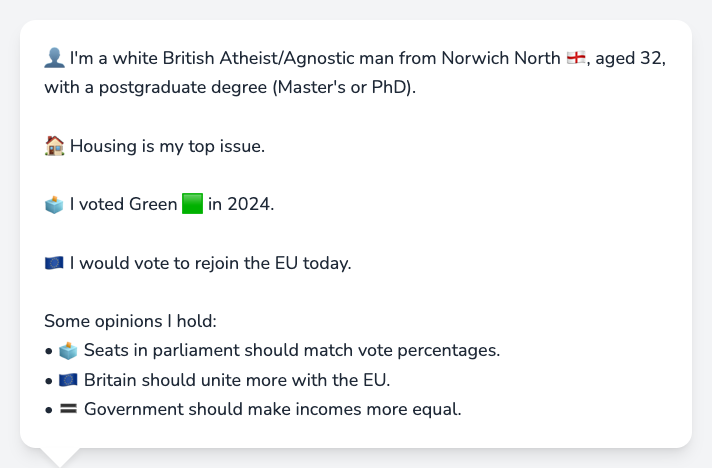 👤 I'm a white British Atheist/Agnostic man from Norwich North 🏴󠁧󠁢󠁥󠁮󠁧󠁿, aged 32,
with a postgraduate degree (Master's or PhD).
🏠 Housing is my top issue.
🗳️ I voted Green 🟩 in 2024.
🇪🇺 I would vote to rejoin the EU today.
Some opinions I hold:
• 🗳️ Seats in parliament should match vote percentages.
• 🇪🇺 Britain should unite more with the EU.
• 🟰 Government should make incomes more equal.